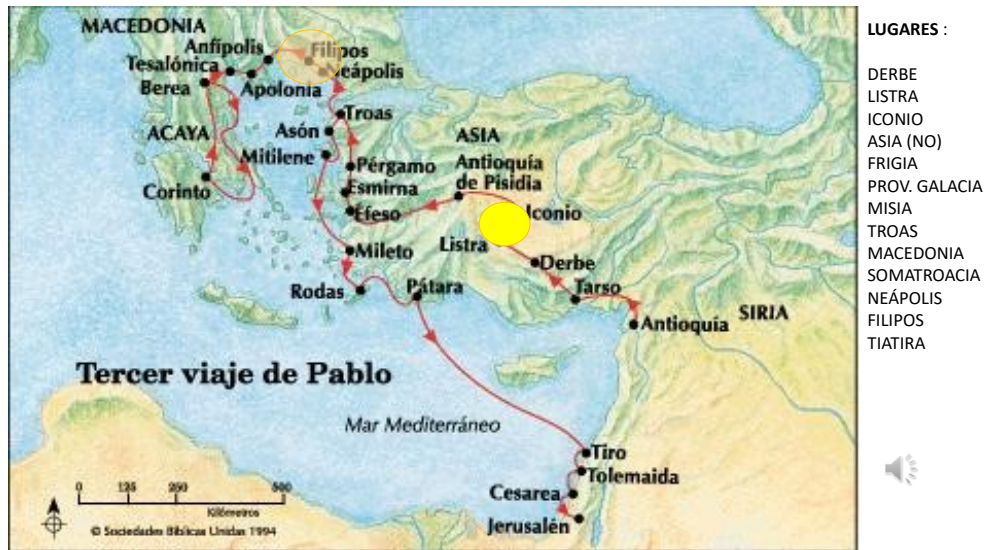 MACEDONIA
Anfípolis
Filipos
Tesalónica
Neápolis
Berea
Apolonia
Troas
ACAYA
Asón
ASIA
Mitilene
Pérgamo
Antioquía
de Pisidia
Corinto
Esmirna
Efeso
Iconio
Mileto
Listra
Derbe
Rodas
Pátara
Tarso
SIRIA
Antioquía
Tercer viaje de Pablo
Mar Mediterráneo
Tiro
Tolemaida
Cesarea
Jerusalén
0 125 250 500
Kilómetros
© Sociedades Bíblicas Unidas 1994
LUGARES :
DERBE
LISTRA
ICONIO
ASIA (NO)
FRIGIA
PROV. GALACIA
MISIA
TROAS
MACEDONIA
SOMATROACIA
NEÁPOLIS
FILIPOS
TIATIRA